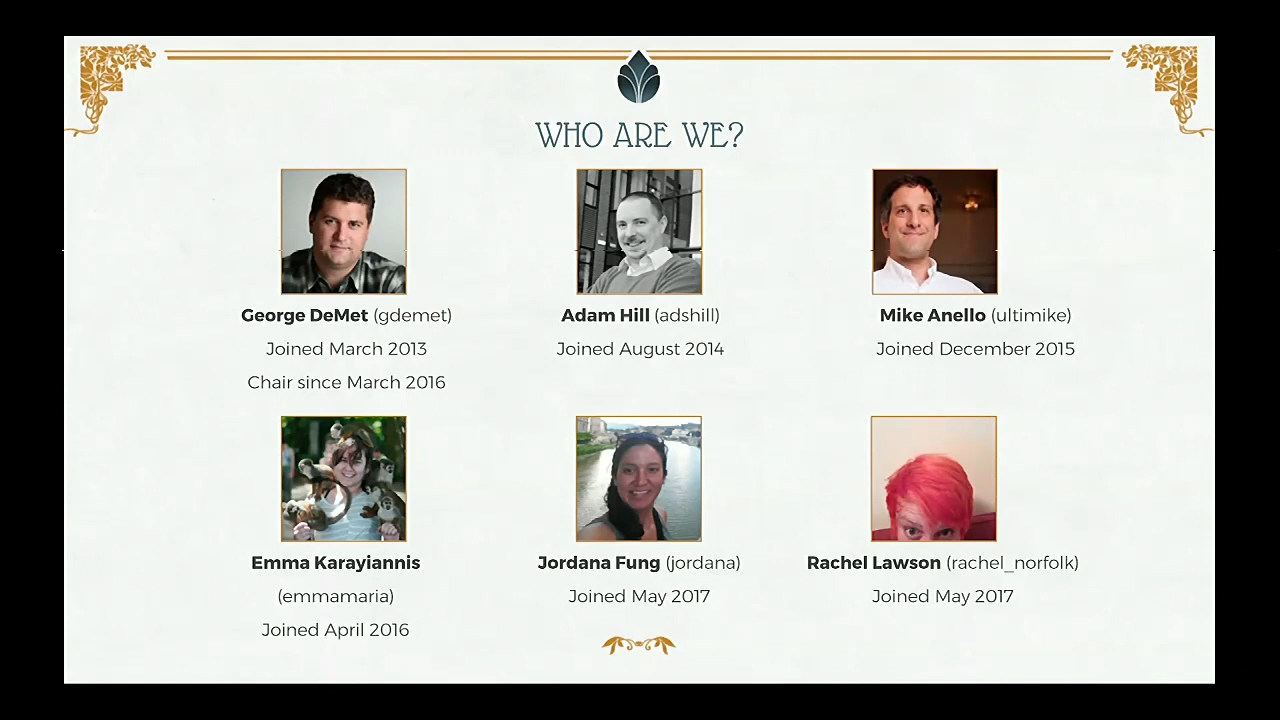 WHO ARE WE?
George DeMet (gdemet)
Joined March 2013
Chair since March 2016
Adam Hill (adshill)
Joined August 2014
Mike Anello (ultimike)
Joined December 2015
Emma Karayiannis
(emmamaria)
Joined April 2016
Jordana Fung (jordana)
Joined May 2017
Rachel Lawson (rachel_norfolk)
Joined May 2017